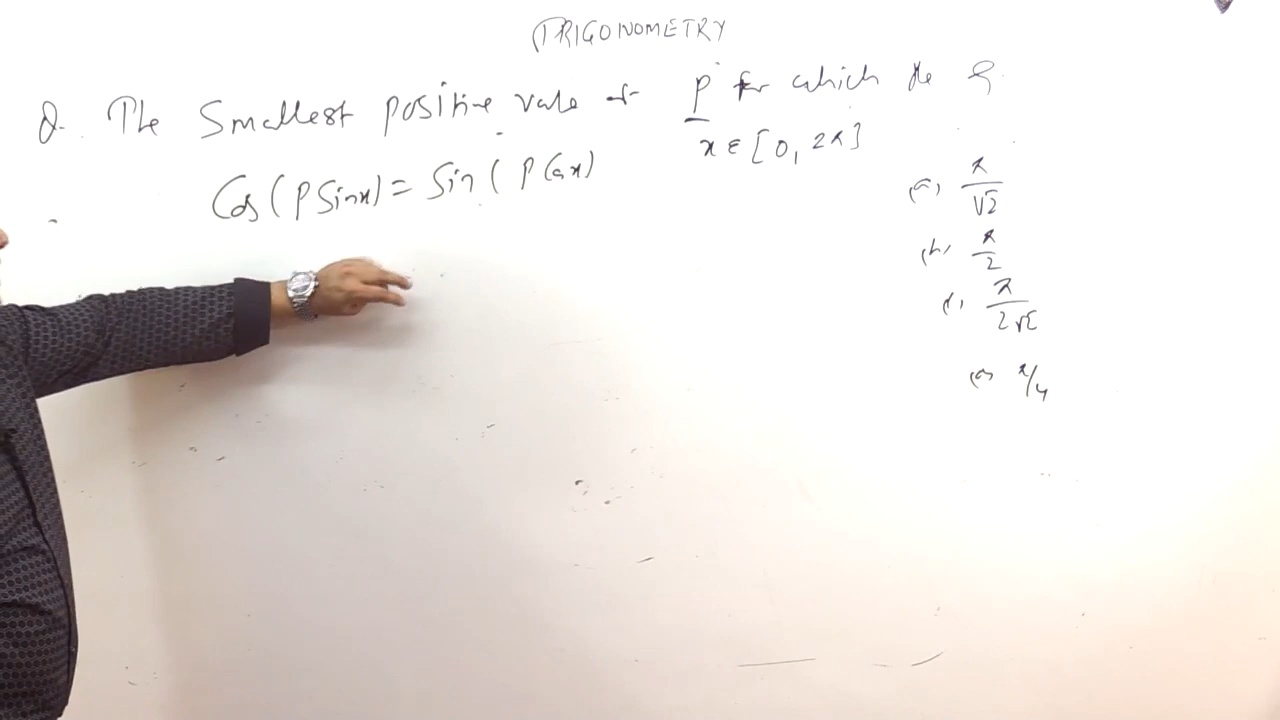 TRIGONOMETRY
Q. The Smallest positive value of p for which the
Cos(P Sinx) = Sin( P Cosx) x ε [0, 2π]
(a) π/√2
(b) π/2
π/2√2
π/4